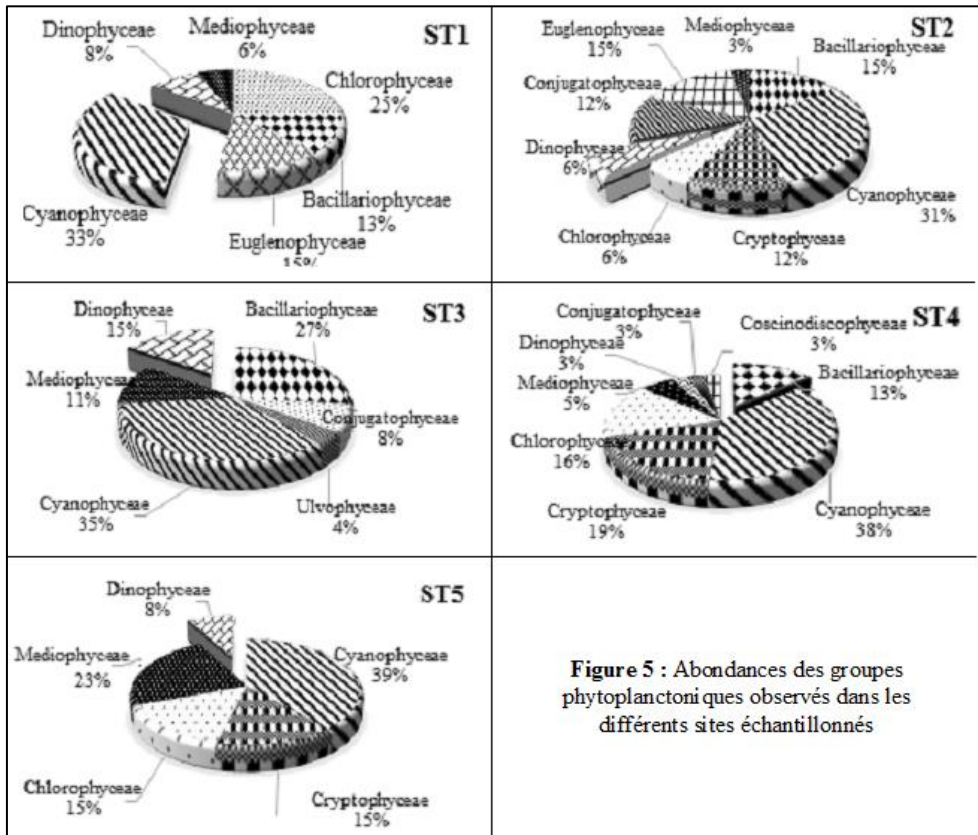 ST1
Dinophyceae
8%
Mediophyceae
6%
Chlorophyceae
25%
Bacillariophyceae
13%
Euglenophyceae
15%
Cyanophyceae
33%
ST2
Euglenophyceae
15%
Mediophyceae
3%
Bacillariophyceae
15%
Conjugatophyceae
12%
Dinophyceae
6%
Chlorophyceae
6%
Cryptophyceae
12%
Cyanophyceae
31%
ST3
Dinophyceae
15%
Bacillariophyceae
27%
Mediophyceae
11%
Conjugatophyceae
8%
Cyanophyceae
35%
Ulvophyceae
4%
ST4
Conjugatophyceae
3%
Coscinodiscophyceae
3%
Dinophyceae
3%
Mediophyceae
5%
Bacillariophyceae
13%
Chlorophyceae
16%
Cryptophyceae
19%
Cyanophyceae
38%
ST5
Dinophyceae
8%
Mediophyceae
23%
Cyanophyceae
39%
Chlorophyceae
15%
Cryptophyceae
15%
Figure 5 : Abondances des groupes
phytoplanctoniques observés dans les
différents sites échantillonnés